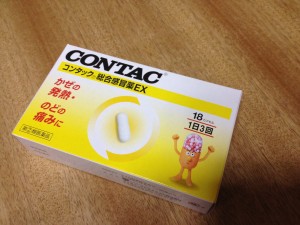 CONTAC
コンタック 総合感冒薬EX
かぜの
発熱・
のどの
痛みに
18
1日3回